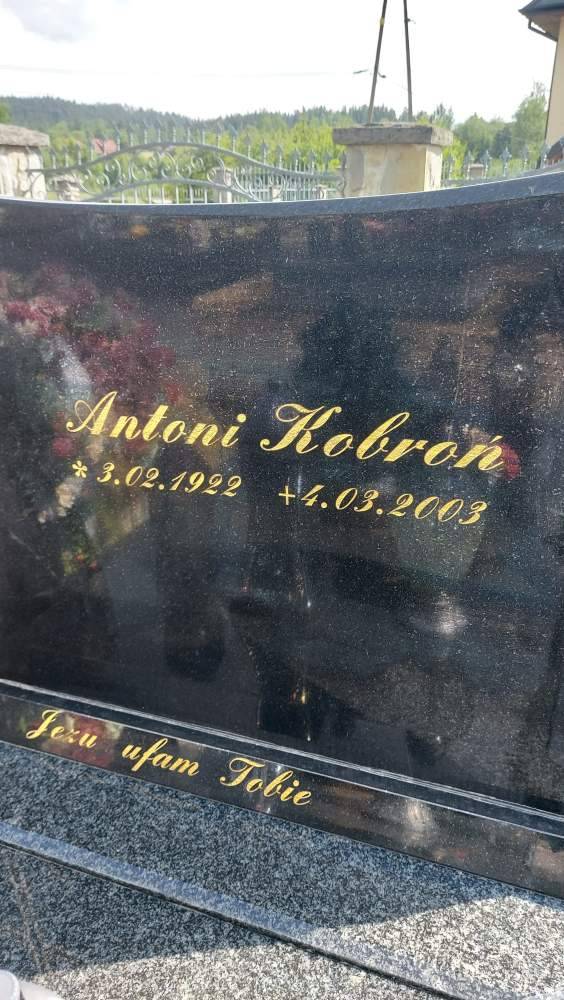 Antoni Kobroń
* 3.02.1922 +4.03.2003
Jezu ufam Tobie